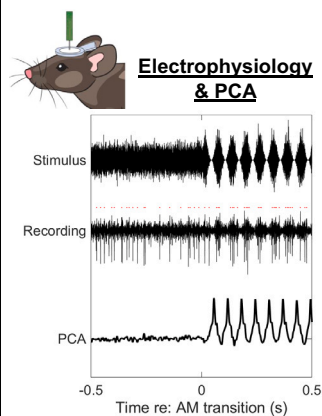 Electrophysiology
& PCA
Stimulus
Recording
PCA
-0.5 0 0.5
Time re: AM transition (s)